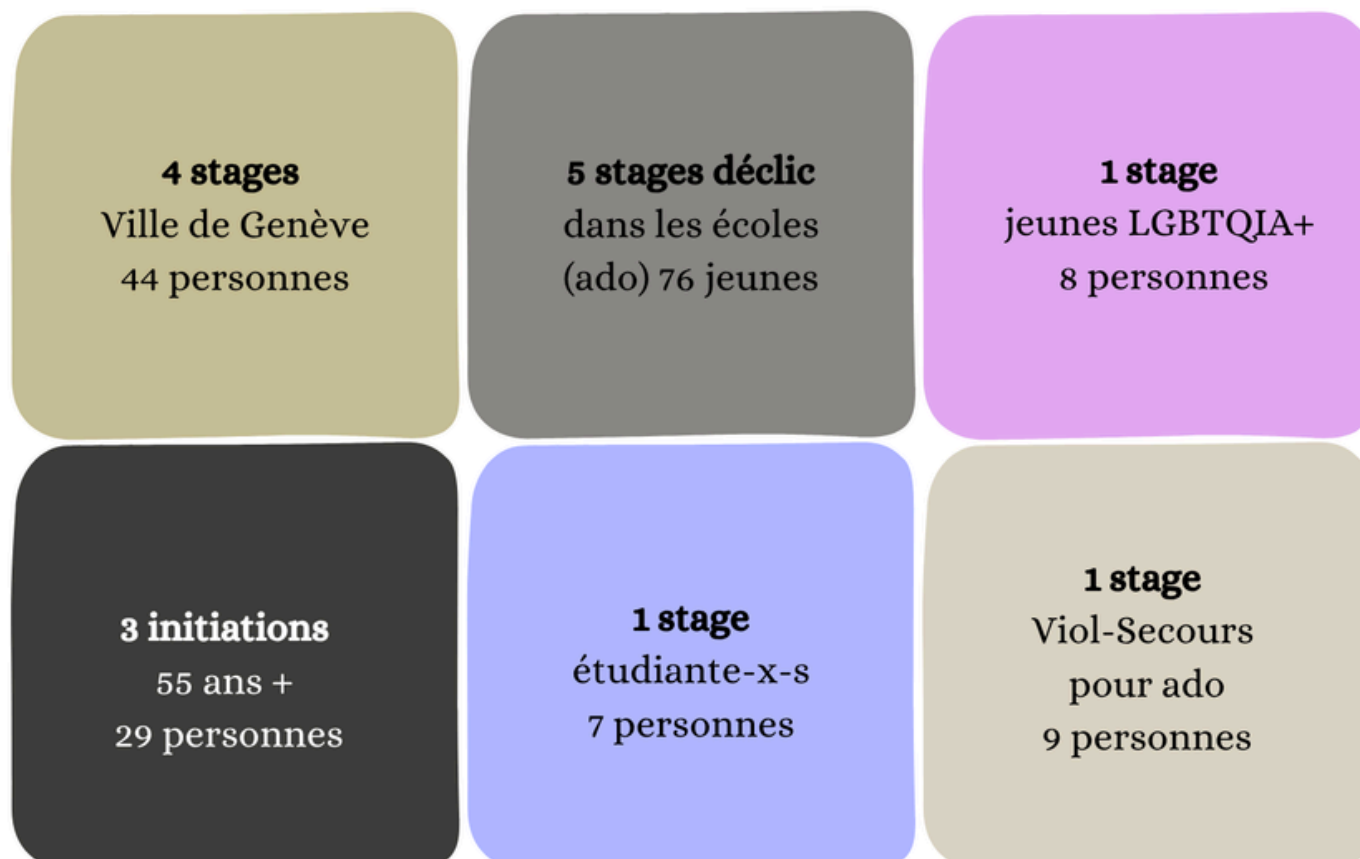 4 stages
Ville de Genève
44 personnes
5 stages déclic
dans les écoles
(ado) 76 jeunes
1 stage
jeunes LGBTQIA+
8 personnes
3 initiations
55 ans +
29 personnes
1 stage
étudiante-x-s
7 personnes
1 stage
Viol-Secours
pour ado
9 personnes